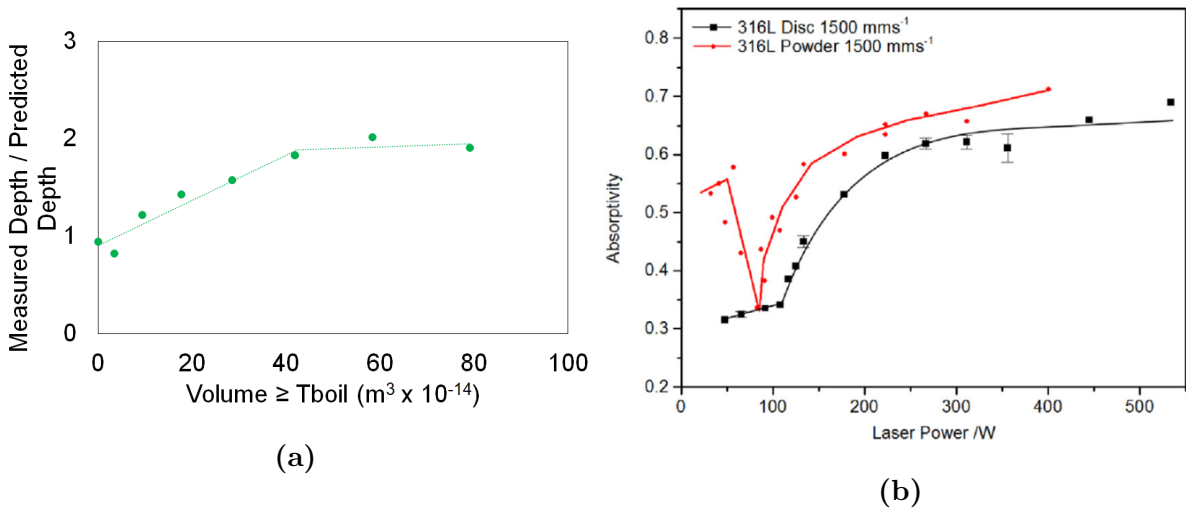 3
2
1
0
Measured Depth / Predicted
Depth
0 20 40 60 80 100
Volume ≥ Tboil (m³ x 10⁻¹⁴)
(a)
316L Disc 1500 mms⁻¹
316L Powder 1500 mms⁻¹
0.8
0.7
0.6
0.5
0.4
0.3
0.2
Absorptivity
0 100 200 300 400 500
Laser Power /W
(b)